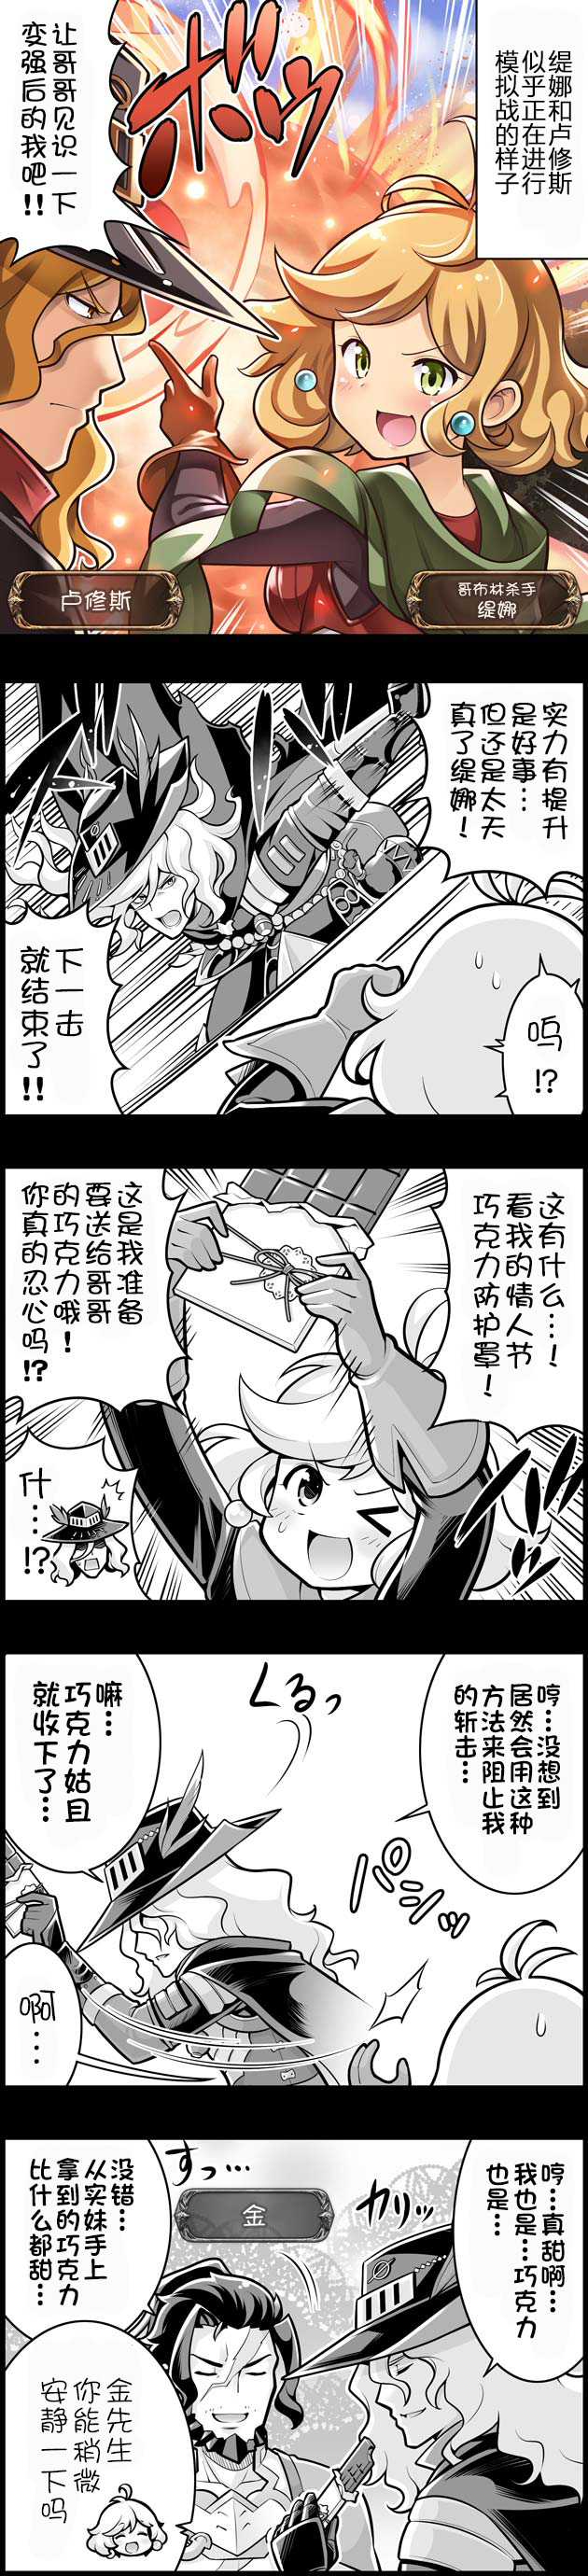 缇娜和卢修斯
似乎正在进行
模拟战的样子
ボウッ
让哥哥见识一下
变强后的我吧!!
卢修斯
哥布林杀手
缇娜
实力有提升
是好事…
但还是太天
真了缇娜!
下一击
就结束了!!
呜
!?
这有什么…!
看我的情人节
巧克力防护罩!
这是我准备
要送给哥哥
的巧克力哦!
你真的忍心吗!?
什…!?
哼…没想到
居然会用这种
方法来阻止我
的斩击…
くるっ
嘛…
巧克力姑且
就收下了…
パシッ
啊…
哼…真甜啊…
我也是…巧克力
也是…
カリッ
すっ…
金
没错…
从实妹手上
拿到的巧克力
比什么都甜…
金先生
你能稍微
安静一下吗